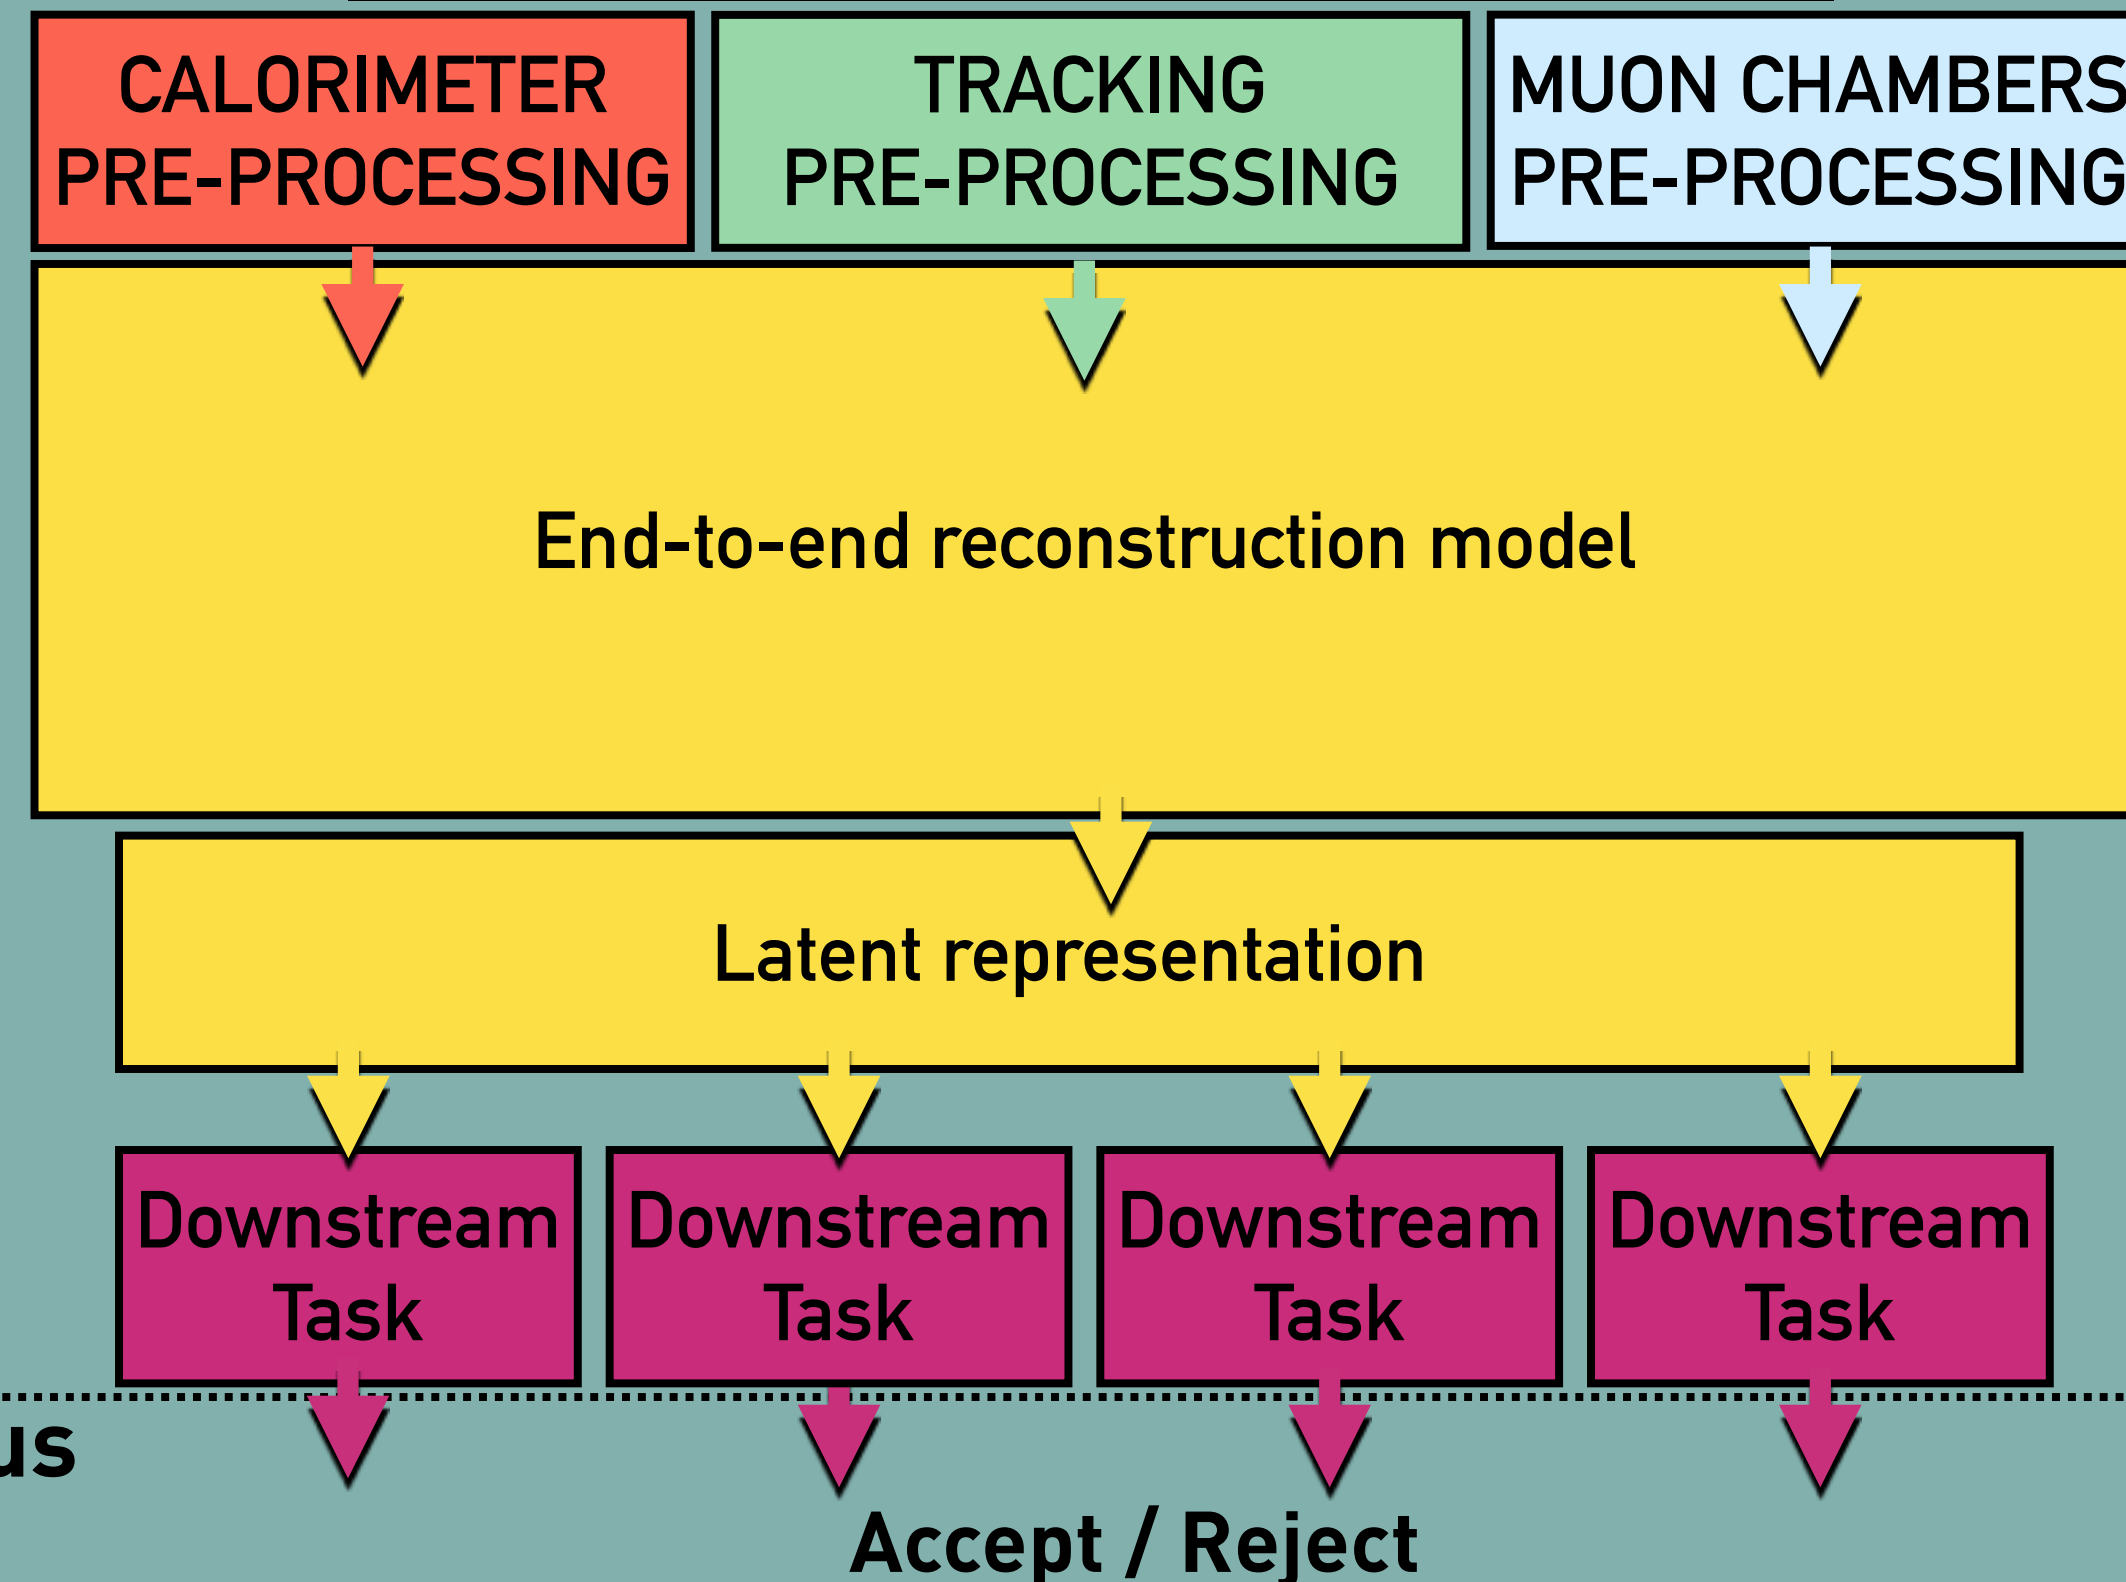 CALORIMETER
PRE-PROCESSING
TRACKING
PRE-PROCESSING
MUON CHAMBERS
PRE-PROCESSING
End-to-end reconstruction model
Latent representation
Downstream
Task
Downstream
Task
Downstream
Task
Downstream
Task
Accept / Reject